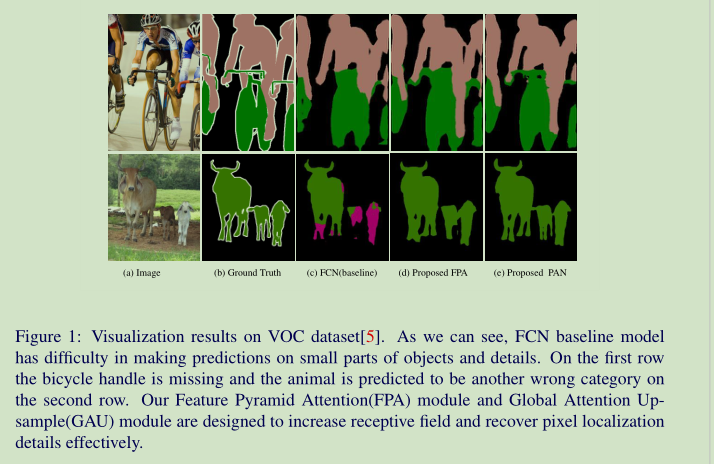 (a) Image (b) Ground Truth (c) FCN(baseline) (d) Proposed FPA (e) Proposed PAN
Figure 1: Visualization results on VOC dataset[5]. As we can see, FCN baseline model
has difficulty in making predictions on small parts of objects and details. On the first row
the bicycle handle is missing and the animal is predicted to be another wrong category on
the second row. Our Feature Pyramid Attention(FPA) module and Global Attention Up-
sample(GAU) module are designed to increase receptive field and recover pixel localization
details effectively.